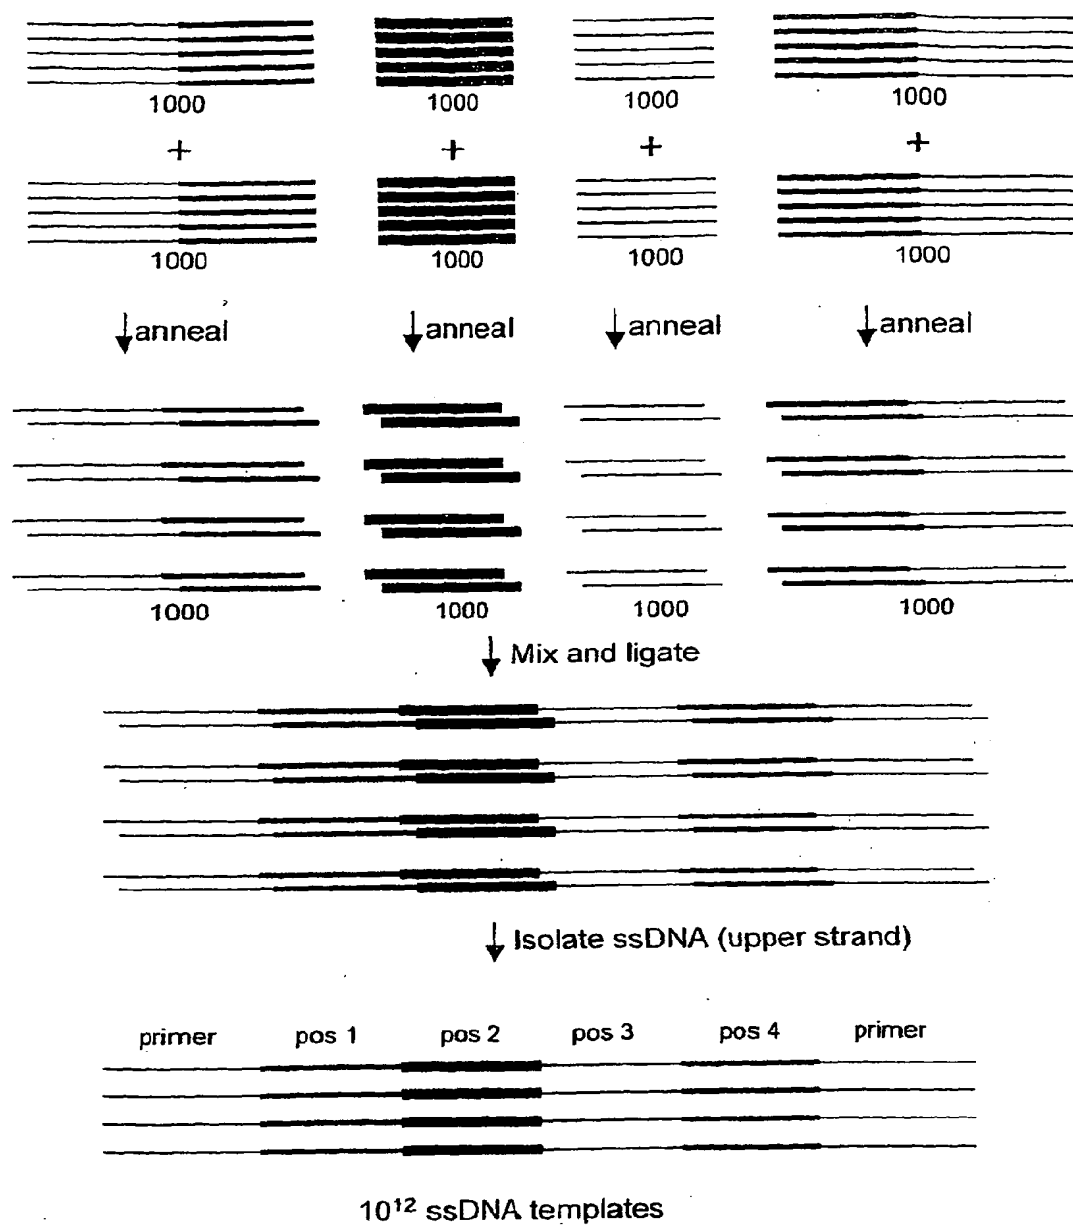 1000 1000 1000 1000
+ + + +
1000 1000 1000 1000
anneal anneal anneal anneal
1000 1000 1000 1000
Mix and ligate
Isolate ssDNA (upper strand)
primer pos 1 pos 2 pos 3 pos 4 primer
10¹² ssDNA templates